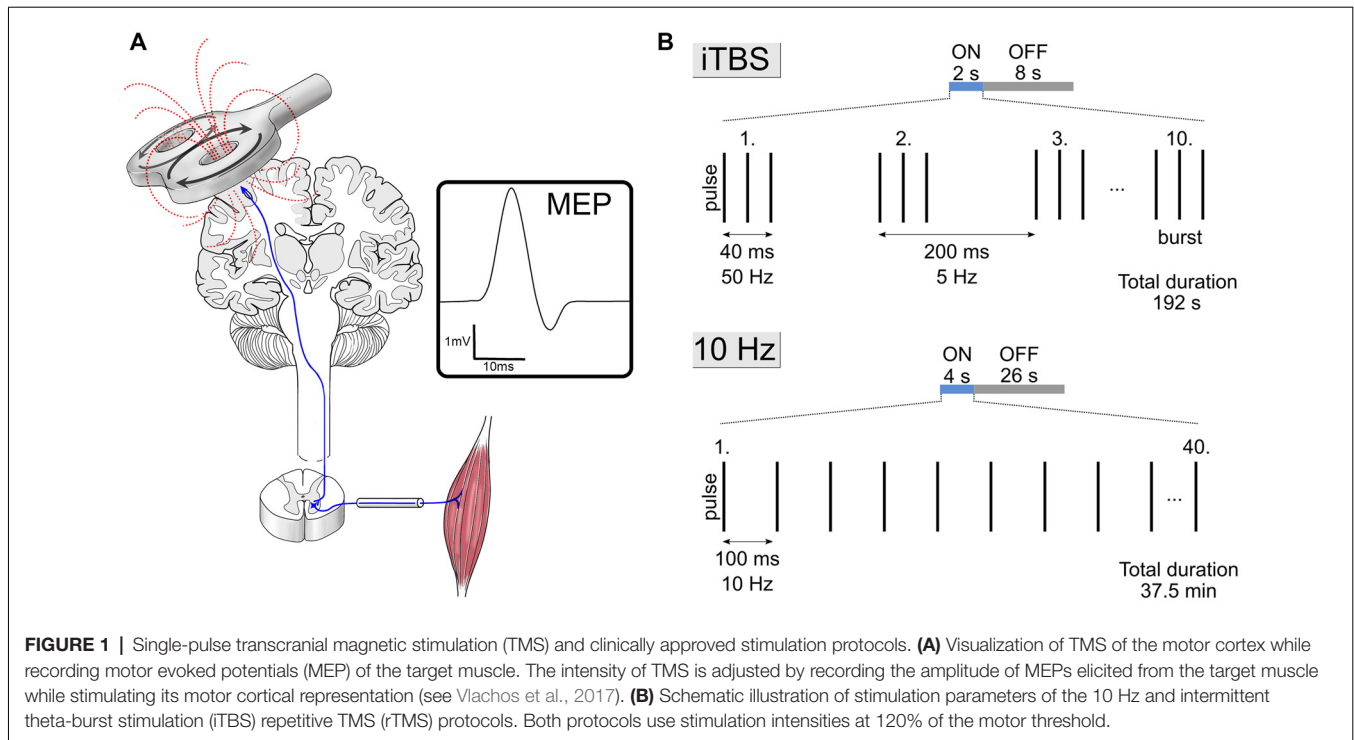 A
MEP
1mV
10ms
B
iTBS
ON OFF
2 s 8 s
1. 2. 3. 10.
pulse
...
40 ms
50 Hz
200 ms
5 Hz
burst
Total duration
192 s
10 Hz
ON OFF
4 s 26 s
1. 40.
pulse
...
100 ms
10 Hz
Total duration
37.5 min
FIGURE 1 | Single-pulse transcranial magnetic stimulation (TMS) and clinically approved stimulation protocols. (A) Visualization of TMS of the motor cortex while
recording motor evoked potentials (MEP) of the target muscle. The intensity of TMS is adjusted by recording the amplitude of MEPs elicited from the target muscle
while stimulating its motor cortical representation (see Vlachos et al., 2017). (B) Schematic illustration of stimulation parameters of the 10 Hz and intermittent
theta-burst stimulation (iTBS) repetitive TMS (rTMS) protocols. Both protocols use stimulation intensities at 120% of the motor threshold.